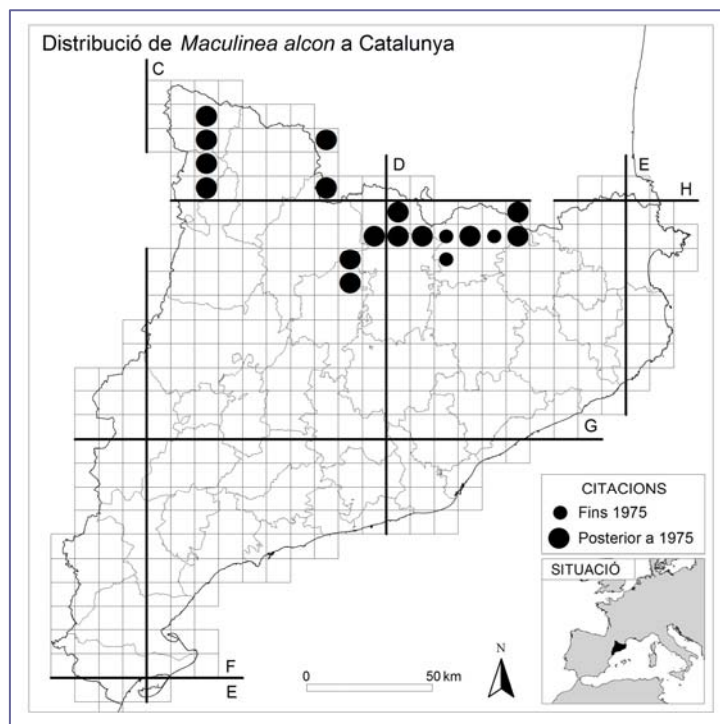 Distribució de Maculinea alcon a Catalunya
C
D
E
H
G
CITACIONS
Fins 1975
Posterior a 1975
SITUACIÓ
N
F
E
0 50 km